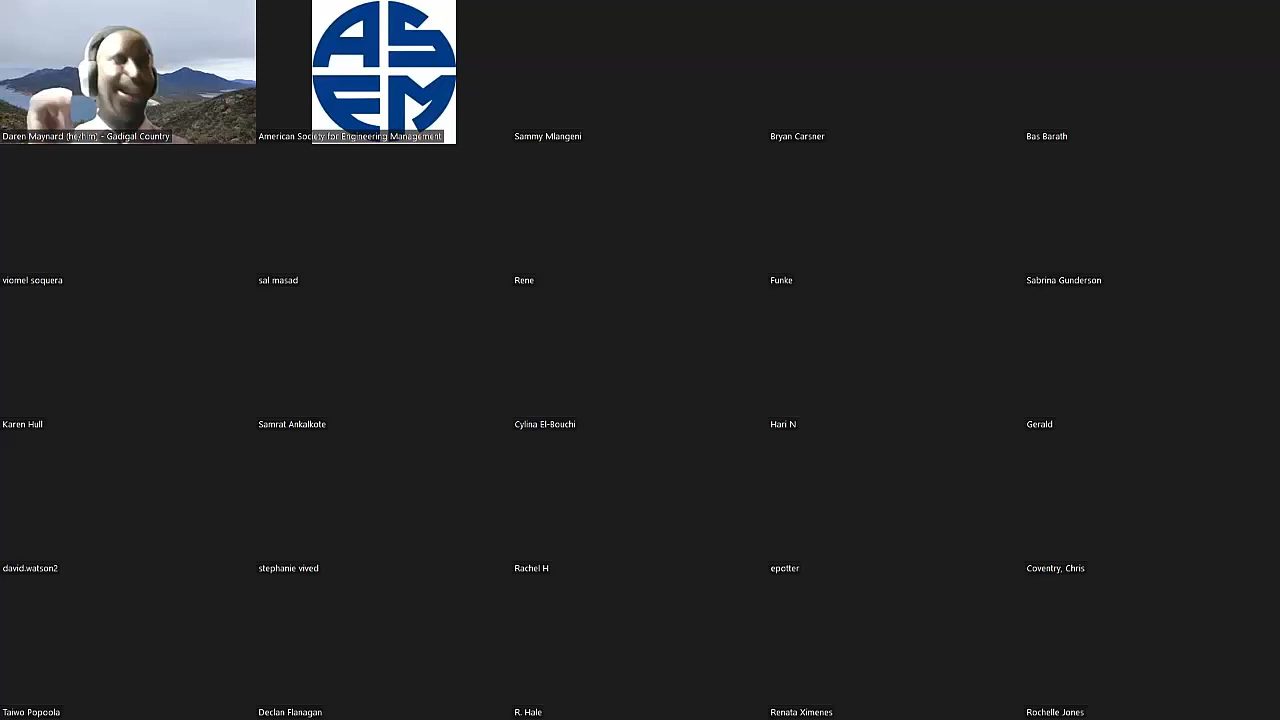 AS
EM
Daren Maynard (he/him) - Gadigal Country
American Society for Engineering Management
Sammy Mlangeni
Bryan Carsner
Bas Barath
viomel soquera
sal masad
Rene
Funke
Sabrina Gunderson
Karen Hull
Samrat Ankalkote
Cylina El-Bouchi
Hari N
Gerald
david.watson2
stephanie vived
Rachel H
epotter
Coventry, Chris
Taiwo Popoola
Declan Flanagan
R. Hale
Renata Ximenes
Rochelle Jones